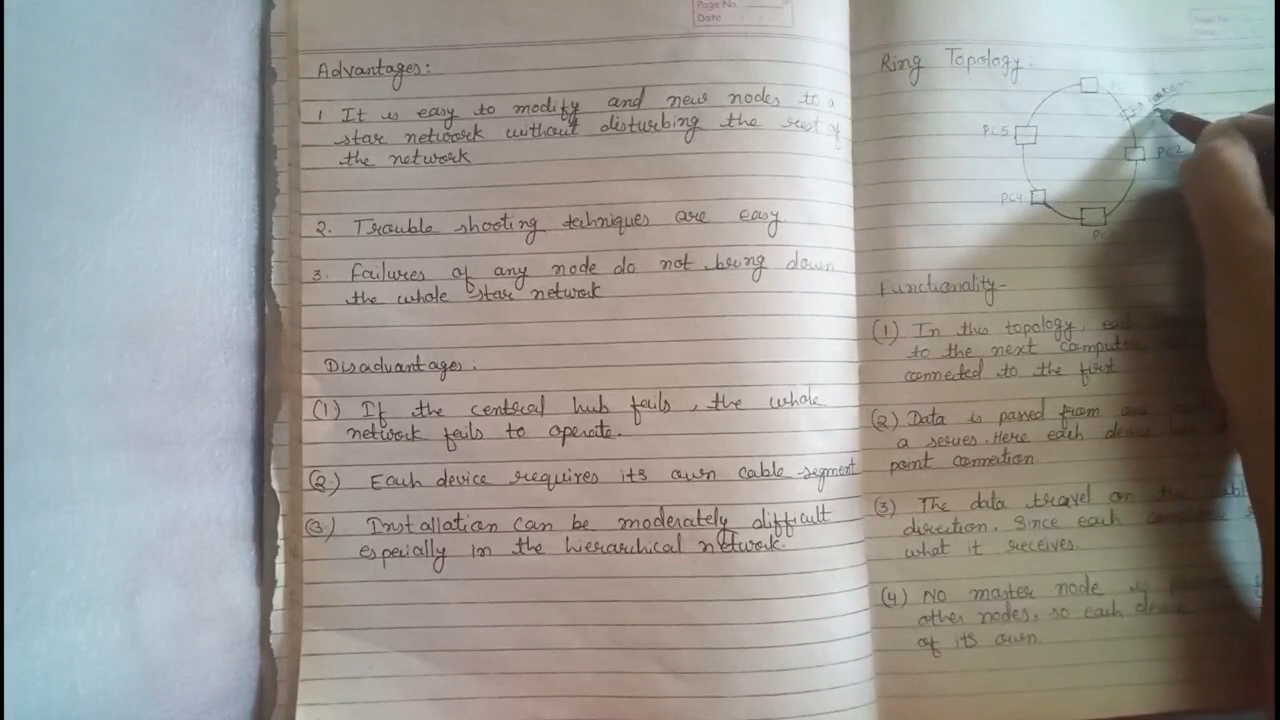 Page No.
Date
Advantages:
1 It is easy to modify and new nodes to a
star network without disturbing the rest of
the network
2. Trouble shooting techniques are easy
3. Failures of any node do not bring down
the whole star network
Disadvantages:
(1) If the centeral hub fails, the whole
network fails to operate.
(2) Each device requires its own cable segment
(3) Installation can be moderately difficult
especially in the hierarchical network.
Ring Topology:
PC5
PC2
PC4
Functionality-
(1) In this topology, each
to the next compute
connected to the first
(2) Data is passed from
a series. Here each
point connection
(3) The data travel on the
direction. Since each
what it receives.
(4) No master node
other nodes, so each
of its own.